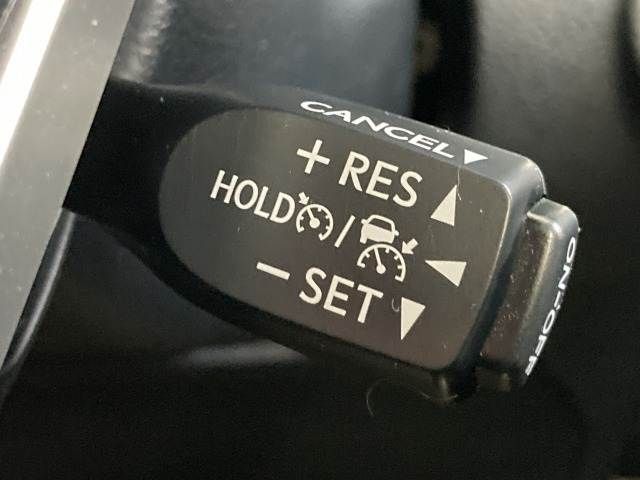 CANCEL▼
+ RES ▲
HOLD / ◀
- SET ▼
ON-OFF